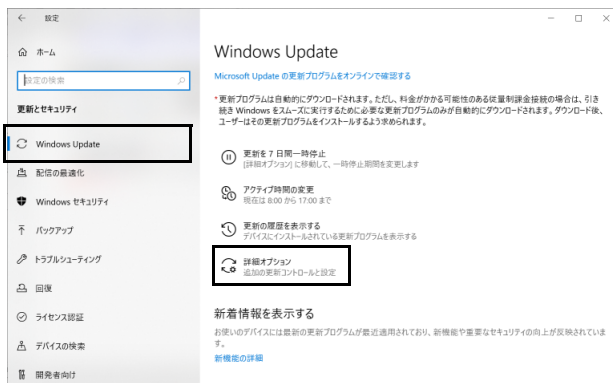 設定
ホーム
設定の検索
更新とセキュリティ
Windows Update
配信の最適化
Windows セキュリティ
バックアップ
トラブルシューティング
回復
ライセンス認証
デバイスの検索
開発者向け
Windows Update
Microsoft Update の更新プログラムをオンラインで確認する
*更新プログラムは自動的にダウンロードされます。ただし、料金がかかる可能性のある従量制課金接続の場合は、引き
続き Windows をスムーズに実行するために必要な更新プログラムのみが自動的にダウンロードされます。ダウンロード後、
ユーザーはその更新プログラムをインストールするよう求められます。
更新を 7 日間一時停止
[詳細オプション] に移動して、一時停止期間を変更します
アクティブ時間の変更
現在は 8:00 から 17:00 まで
更新の履歴を表示する
デバイスにインストールされている更新プログラムを表示する
詳細オプション
追加の更新コントロールと設定
新着情報を表示する
お使いのデバイスには最新の更新プログラムが最近適用されており、新機能や重要なセキュリティの向上が反映されていま
す。
新機能の詳細